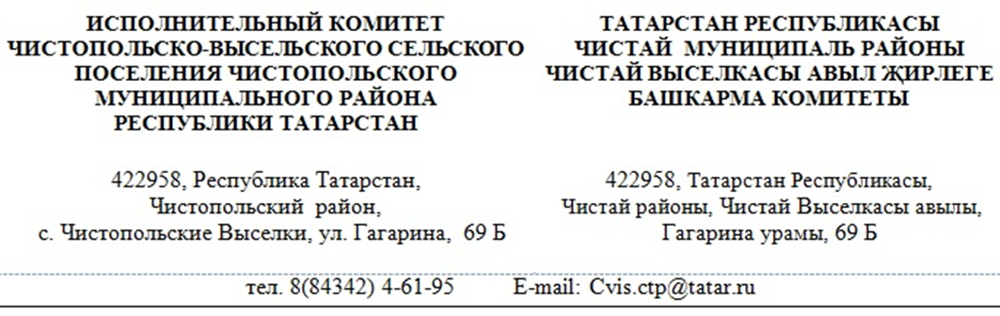 ИСПОЛНИТЕЛЬНЫЙ КОМИТЕТ
ЧИСТОПОЛЬСКО-ВЫСЕЛЬСКОГО СЕЛЬСКОГО
ПОСЕЛЕНИЯ ЧИСТОПОЛЬСКОГО
МУНИЦИПАЛЬНОГО РАЙОНА
РЕСПУБЛИКИ ТАТАРСТАН
422958, Республика Татарстан,
Чистопольский район,
с. Чистопольские Выселки, ул. Гагарина, 69 Б
ТАТАРСТАН РЕСПУБЛИКАСЫ
ЧИСТАЙ МУНИЦИПАЛЬ РАЙОНЫ
ЧИСТАЙ ВЫСЕЛКАСЫ АВЫЛ ҖИРЛЕГЕ
БАШКАРМА КОМИТЕТЫ
422958, Татарстан Республикасы,
Чистай районы, Чистай Выселкасы авылы,
Гагарина урамы, 69 Б
тел. 8(84342) 4-61-95 E-mail: Cvis.ctp@tatar.ru